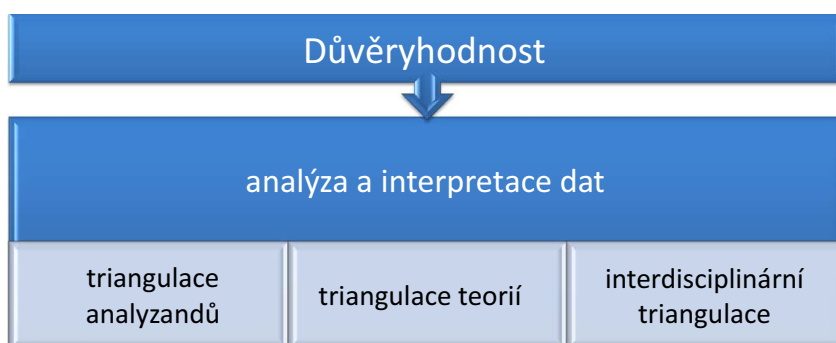 Důvěryhodnost
analýza a interpretace dat
triangulace
analyzandů
triangulace teorií
interdisciplinární
triangulace